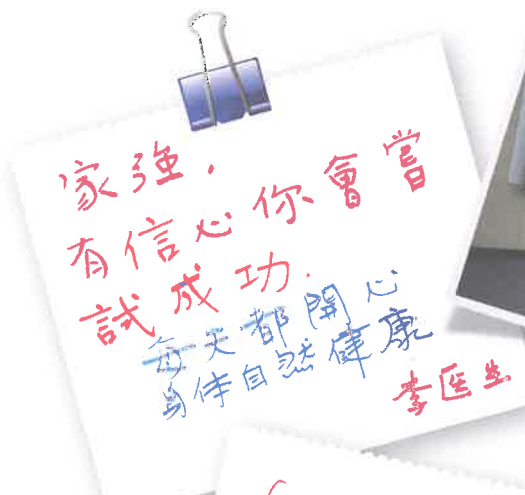 家强，
有信心你會嘗
試成功.
每天都開心
身体自然健康
李医生